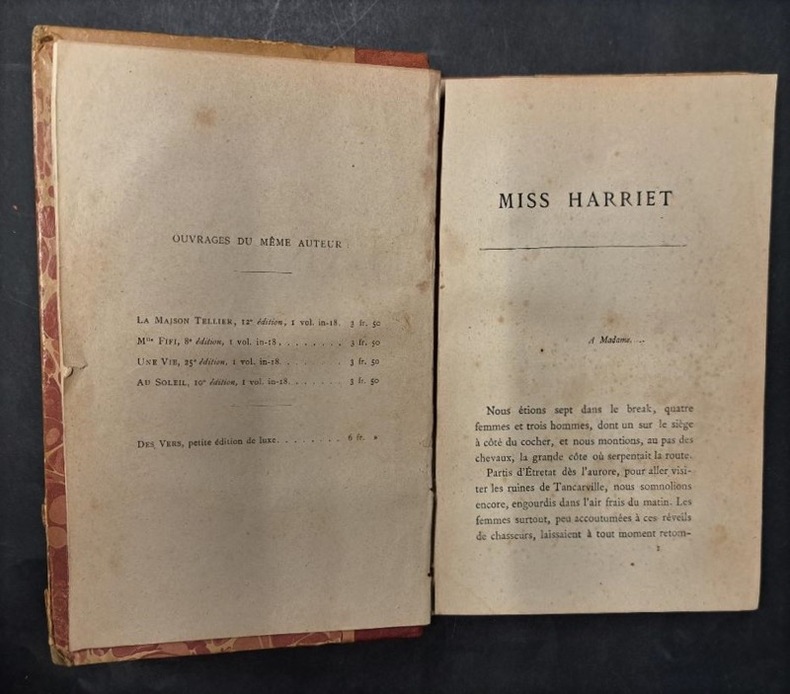 OUVRAGES DU MÊME AUTEUR
LA MAISON TELLIER, 12e édition, 1 vol. in-18. 3 fr. 50
Mlle FIFI, 8e édition, 1 vol. in-18. . . . . . . . 3 fr. 50
UNE VIE, 25e édition, 1 vol. in-18. . . . . . . 3 fr. 50
AU SOLEIL, 10e édition, 1 vol. in-18. . . . . . 3 fr. 50
DES VERS, petite édition de luxe. . . . . . . . 6 fr. »
MISS HARRIET
A Madame. . . .
Nous étions sept dans le break, quatre
femmes et trois hommes, dont un sur le siège
à côté du cocher, et nous montions, au pas des
chevaux, la grande côte où serpentait la route.
Partis d'Étretat dès l'aurore, pour aller visi-
ter les ruines de Tancarville, nous somnolions
encore, engourdis dans l'air frais du matin. Les
femmes surtout, peu accoutumées à ces réveils
de chasseurs, laissaient à tout moment retom-
1